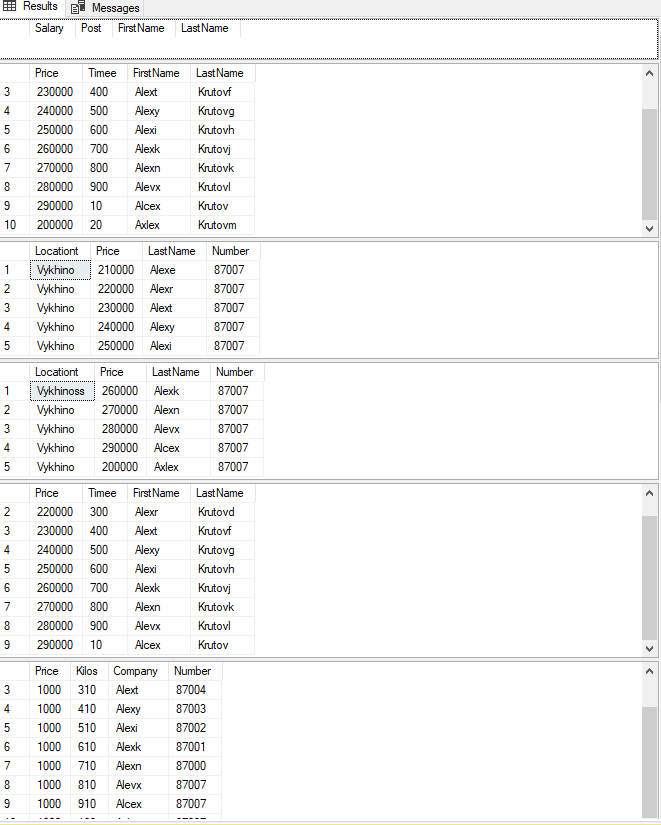 Results Messages
Salary Post FirstName LastName
Price Timee FirstName LastName
3 230000 400 Alext Krutovf
4 240000 500 Alexy Krutovg
5 250000 600 Alexi Krutovh
6 260000 700 Alexk Krutovj
7 270000 800 Alexn Krutovk
8 280000 900 Alevx Krutovl
9 290000 10 Alcex Krutov
10 200000 20 Axlex Krutovm
Locationt Price LastName Number
1 Vykhino 210000 Alexe 87007
2 Vykhino 220000 Alexr 87007
3 Vykhino 230000 Alext 87007
4 Vykhino 240000 Alexy 87007
5 Vykhino 250000 Alexi 87007
Locationt Price LastName Number
1 Vykhinoss 260000 Alexk 87007
2 Vykhino 270000 Alexn 87007
3 Vykhino 280000 Alevx 87007
4 Vykhino 290000 Alcex 87007
5 Vykhino 200000 Axlex 87007
Price Timee FirstName LastName
2 220000 300 Alexr Krutovd
3 230000 400 Alext Krutovf
4 240000 500 Alexy Krutovg
5 250000 600 Alexi Krutovh
6 260000 700 Alexk Krutovj
7 270000 800 Alexn Krutovk
8 280000 900 Alevx Krutovl
9 290000 10 Alcex Krutov
Price Kilos Company Number
3 1000 310 Alext 87004
4 1000 410 Alexy 87003
5 1000 510 Alexi 87002
6 1000 610 Alexk 87001
7 1000 710 Alexn 87000
8 1000 810 Alevx 87007
9 1000 910 Alcex 87007